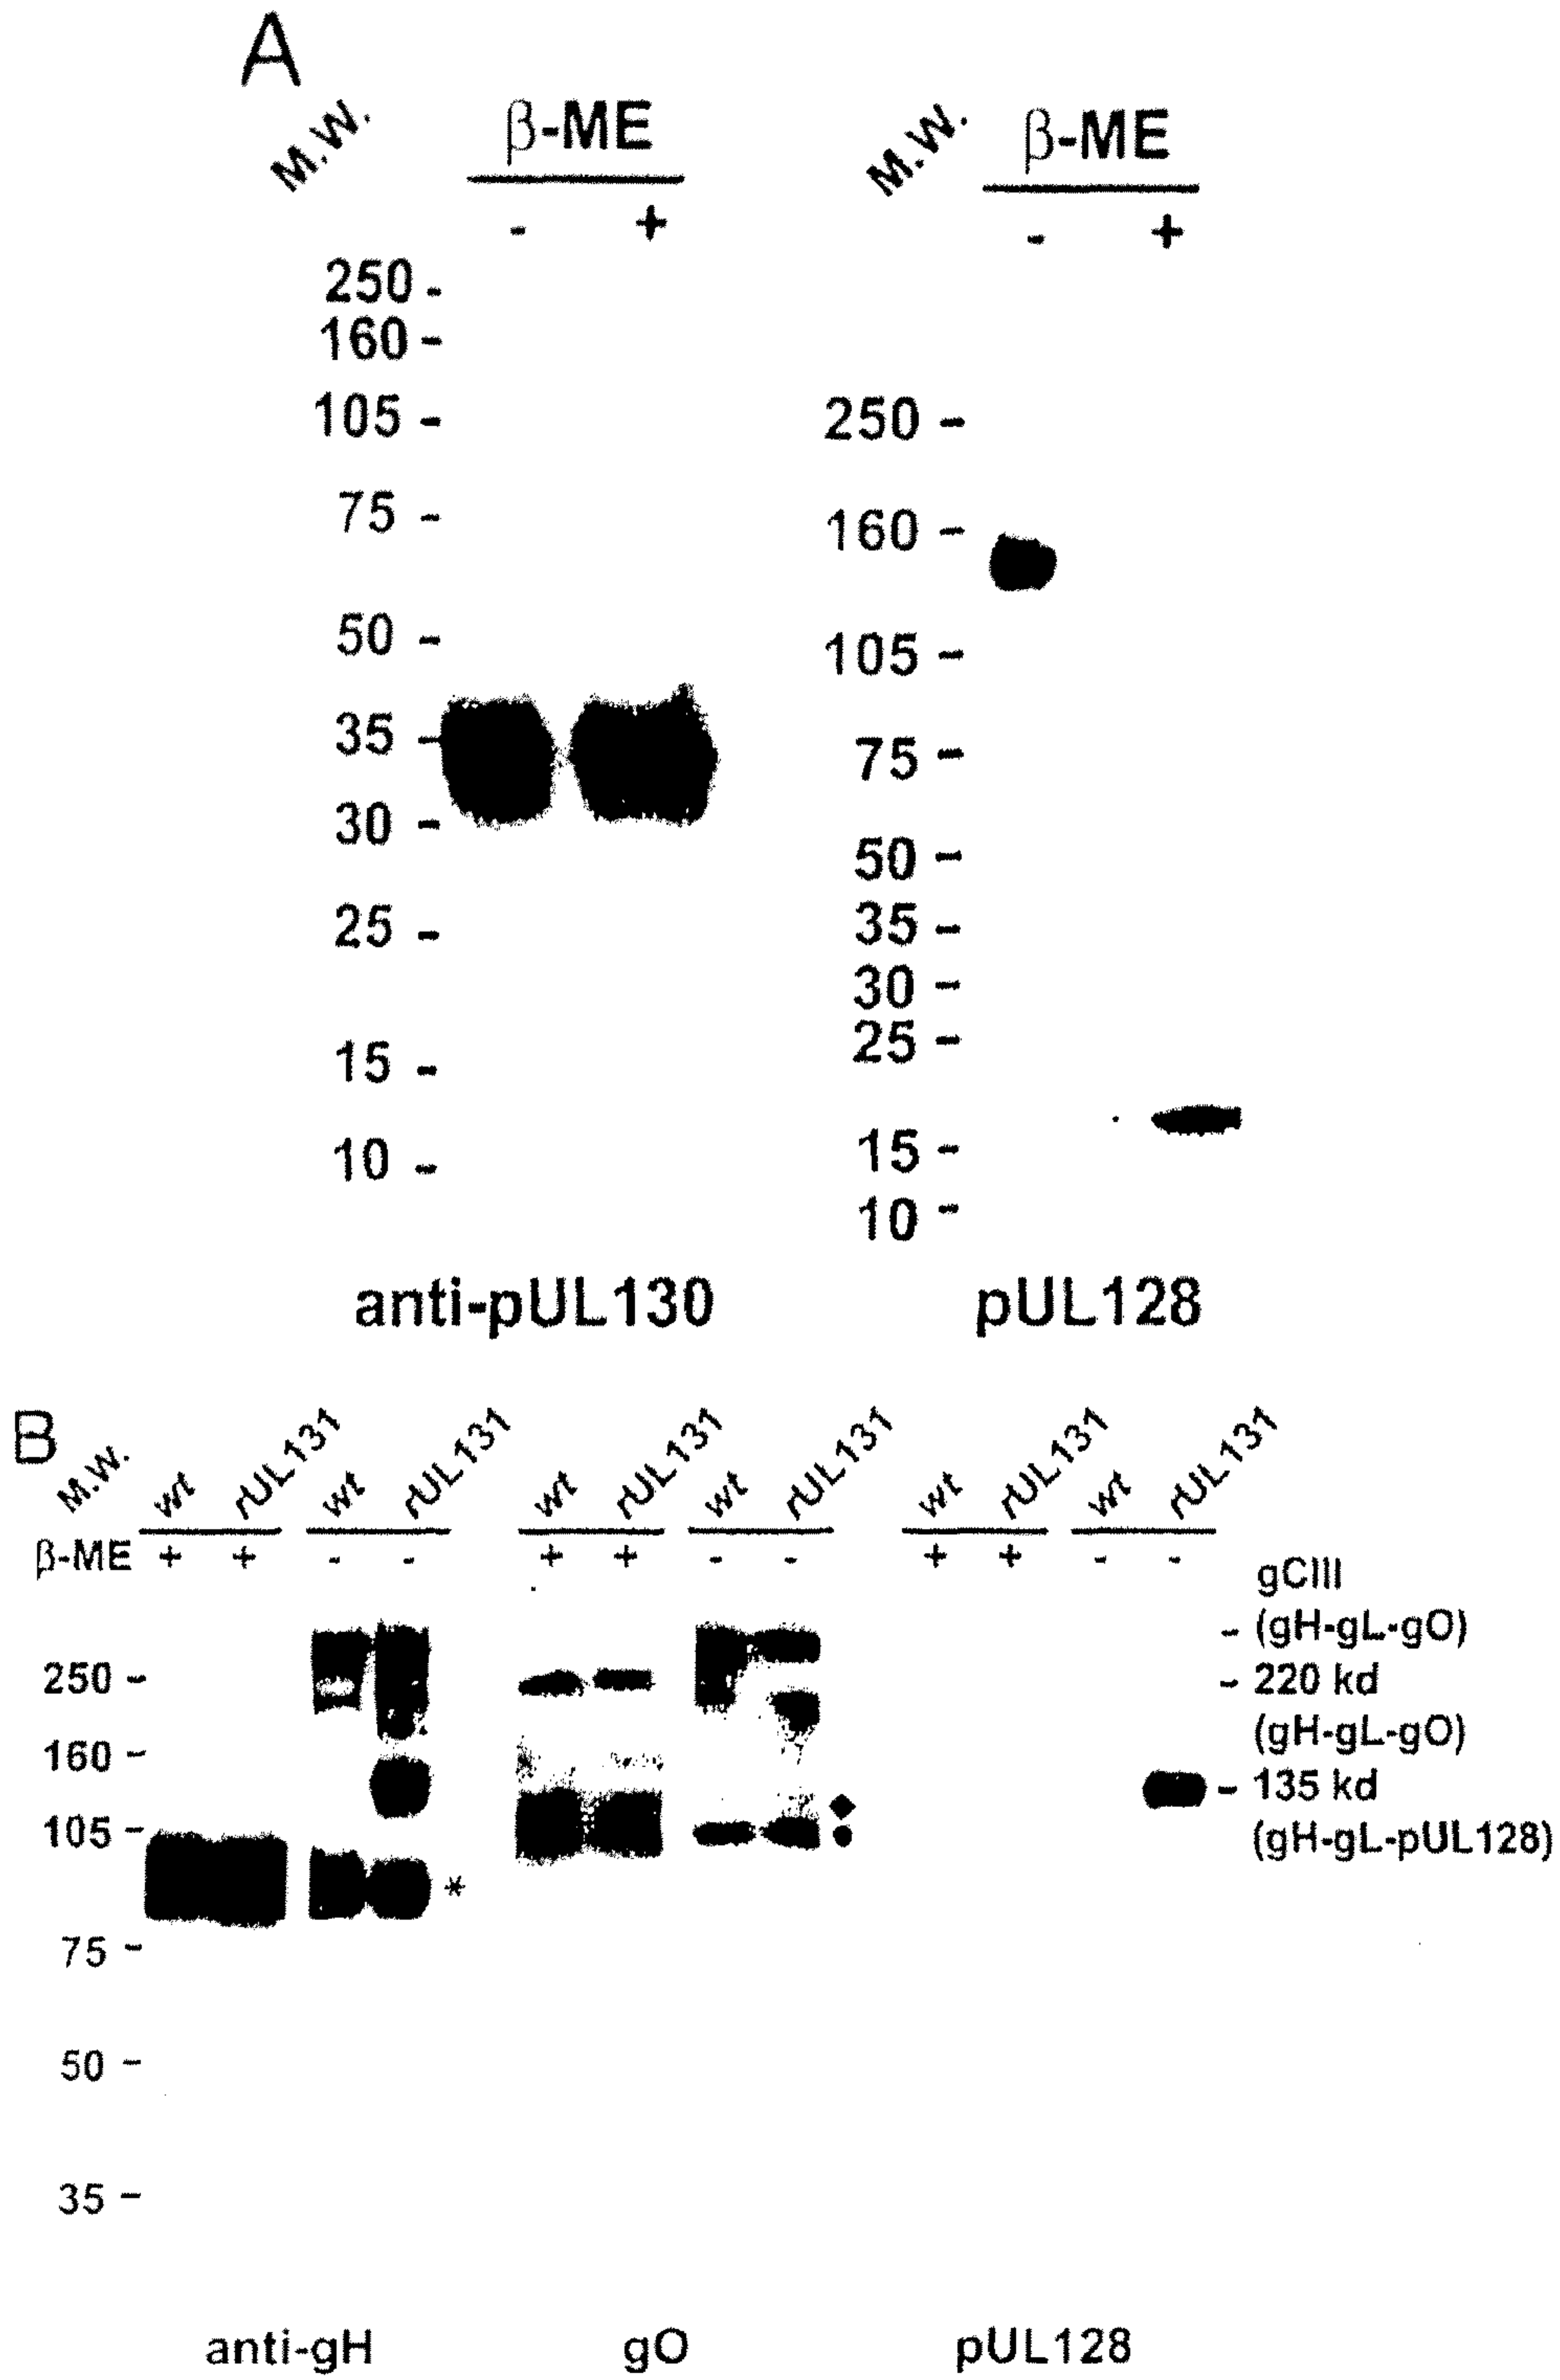 A
M.W. β-ME M.W. β-ME
- + - +
250 -
160 -
105 -
75 -
50 -
35 -
30 -
25 -
15 -
10 -
250 -
160 -
105 -
75 -
50 -
35 -
30 -
25 -
15 -
10 -
anti-pUL130 pUL128
B
M.W. wt rUL131 wt rUL131 wt rUL131 wt rUL131 wt rUL131 wt rUL131
β-ME + + - - + + - - + + - -
gCIII
- (gH-gL-gO)
- 220 kd
(gH-gL-gO)
- 135 kd
(gH-gL-pUL128)
250 -
160 -
105 -
*
75 -
50 -
35 -
anti-gH gO pUL128